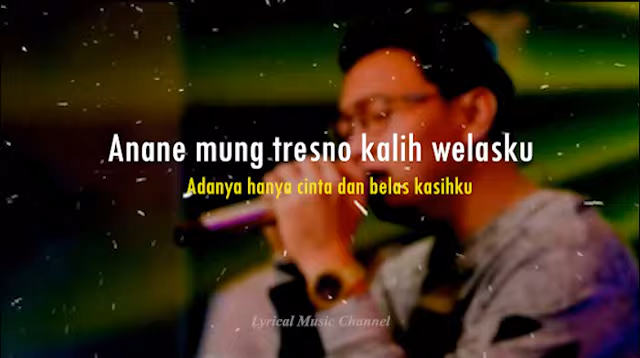 Anane mung tresno kalih welasku
Adanya hanya cinta dan belas kasihku
Lyrical Music Channel